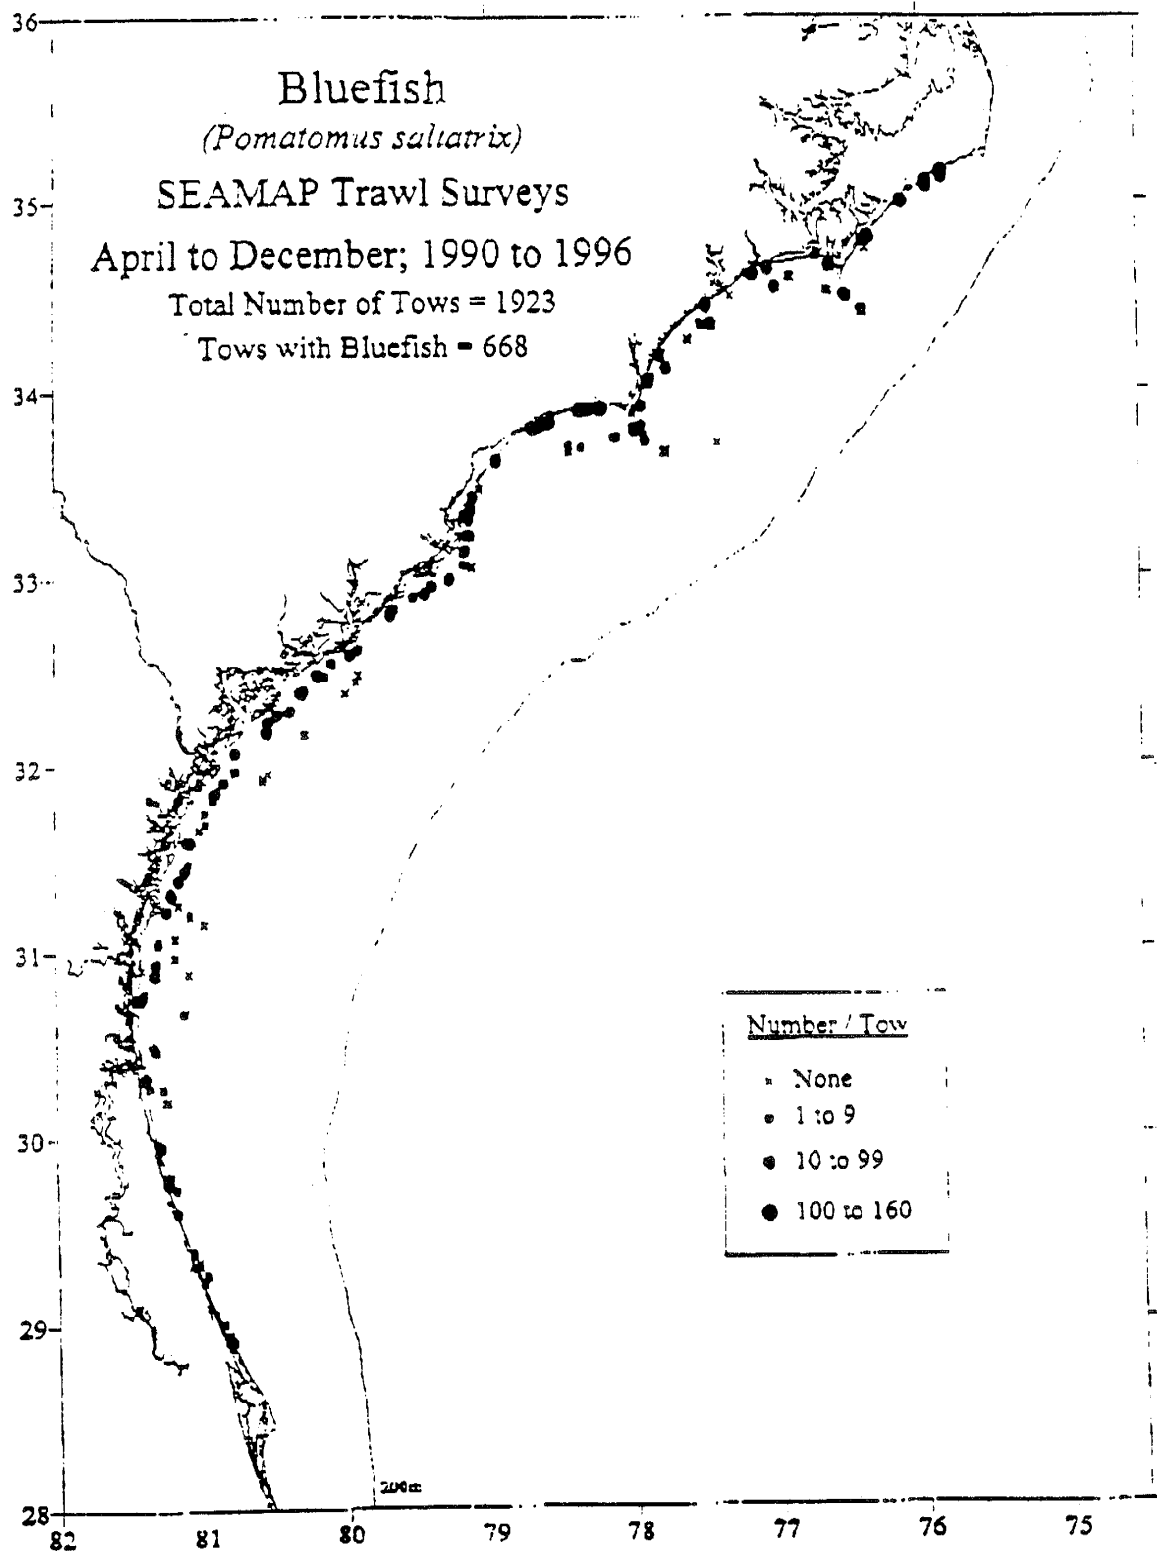 36
Bluefish
(Pomatomus saltatrix)
SEAMAP Trawl Surveys
35
April to December; 1990 to 1996
Total Number of Tows = 1923
Tows with Bluefish = 668
34
33
32
31
Number / Tow
None
1 to 9
30
10 to 99
100 to 160
29
200m
28
82 81 80 79 78 77 76 75